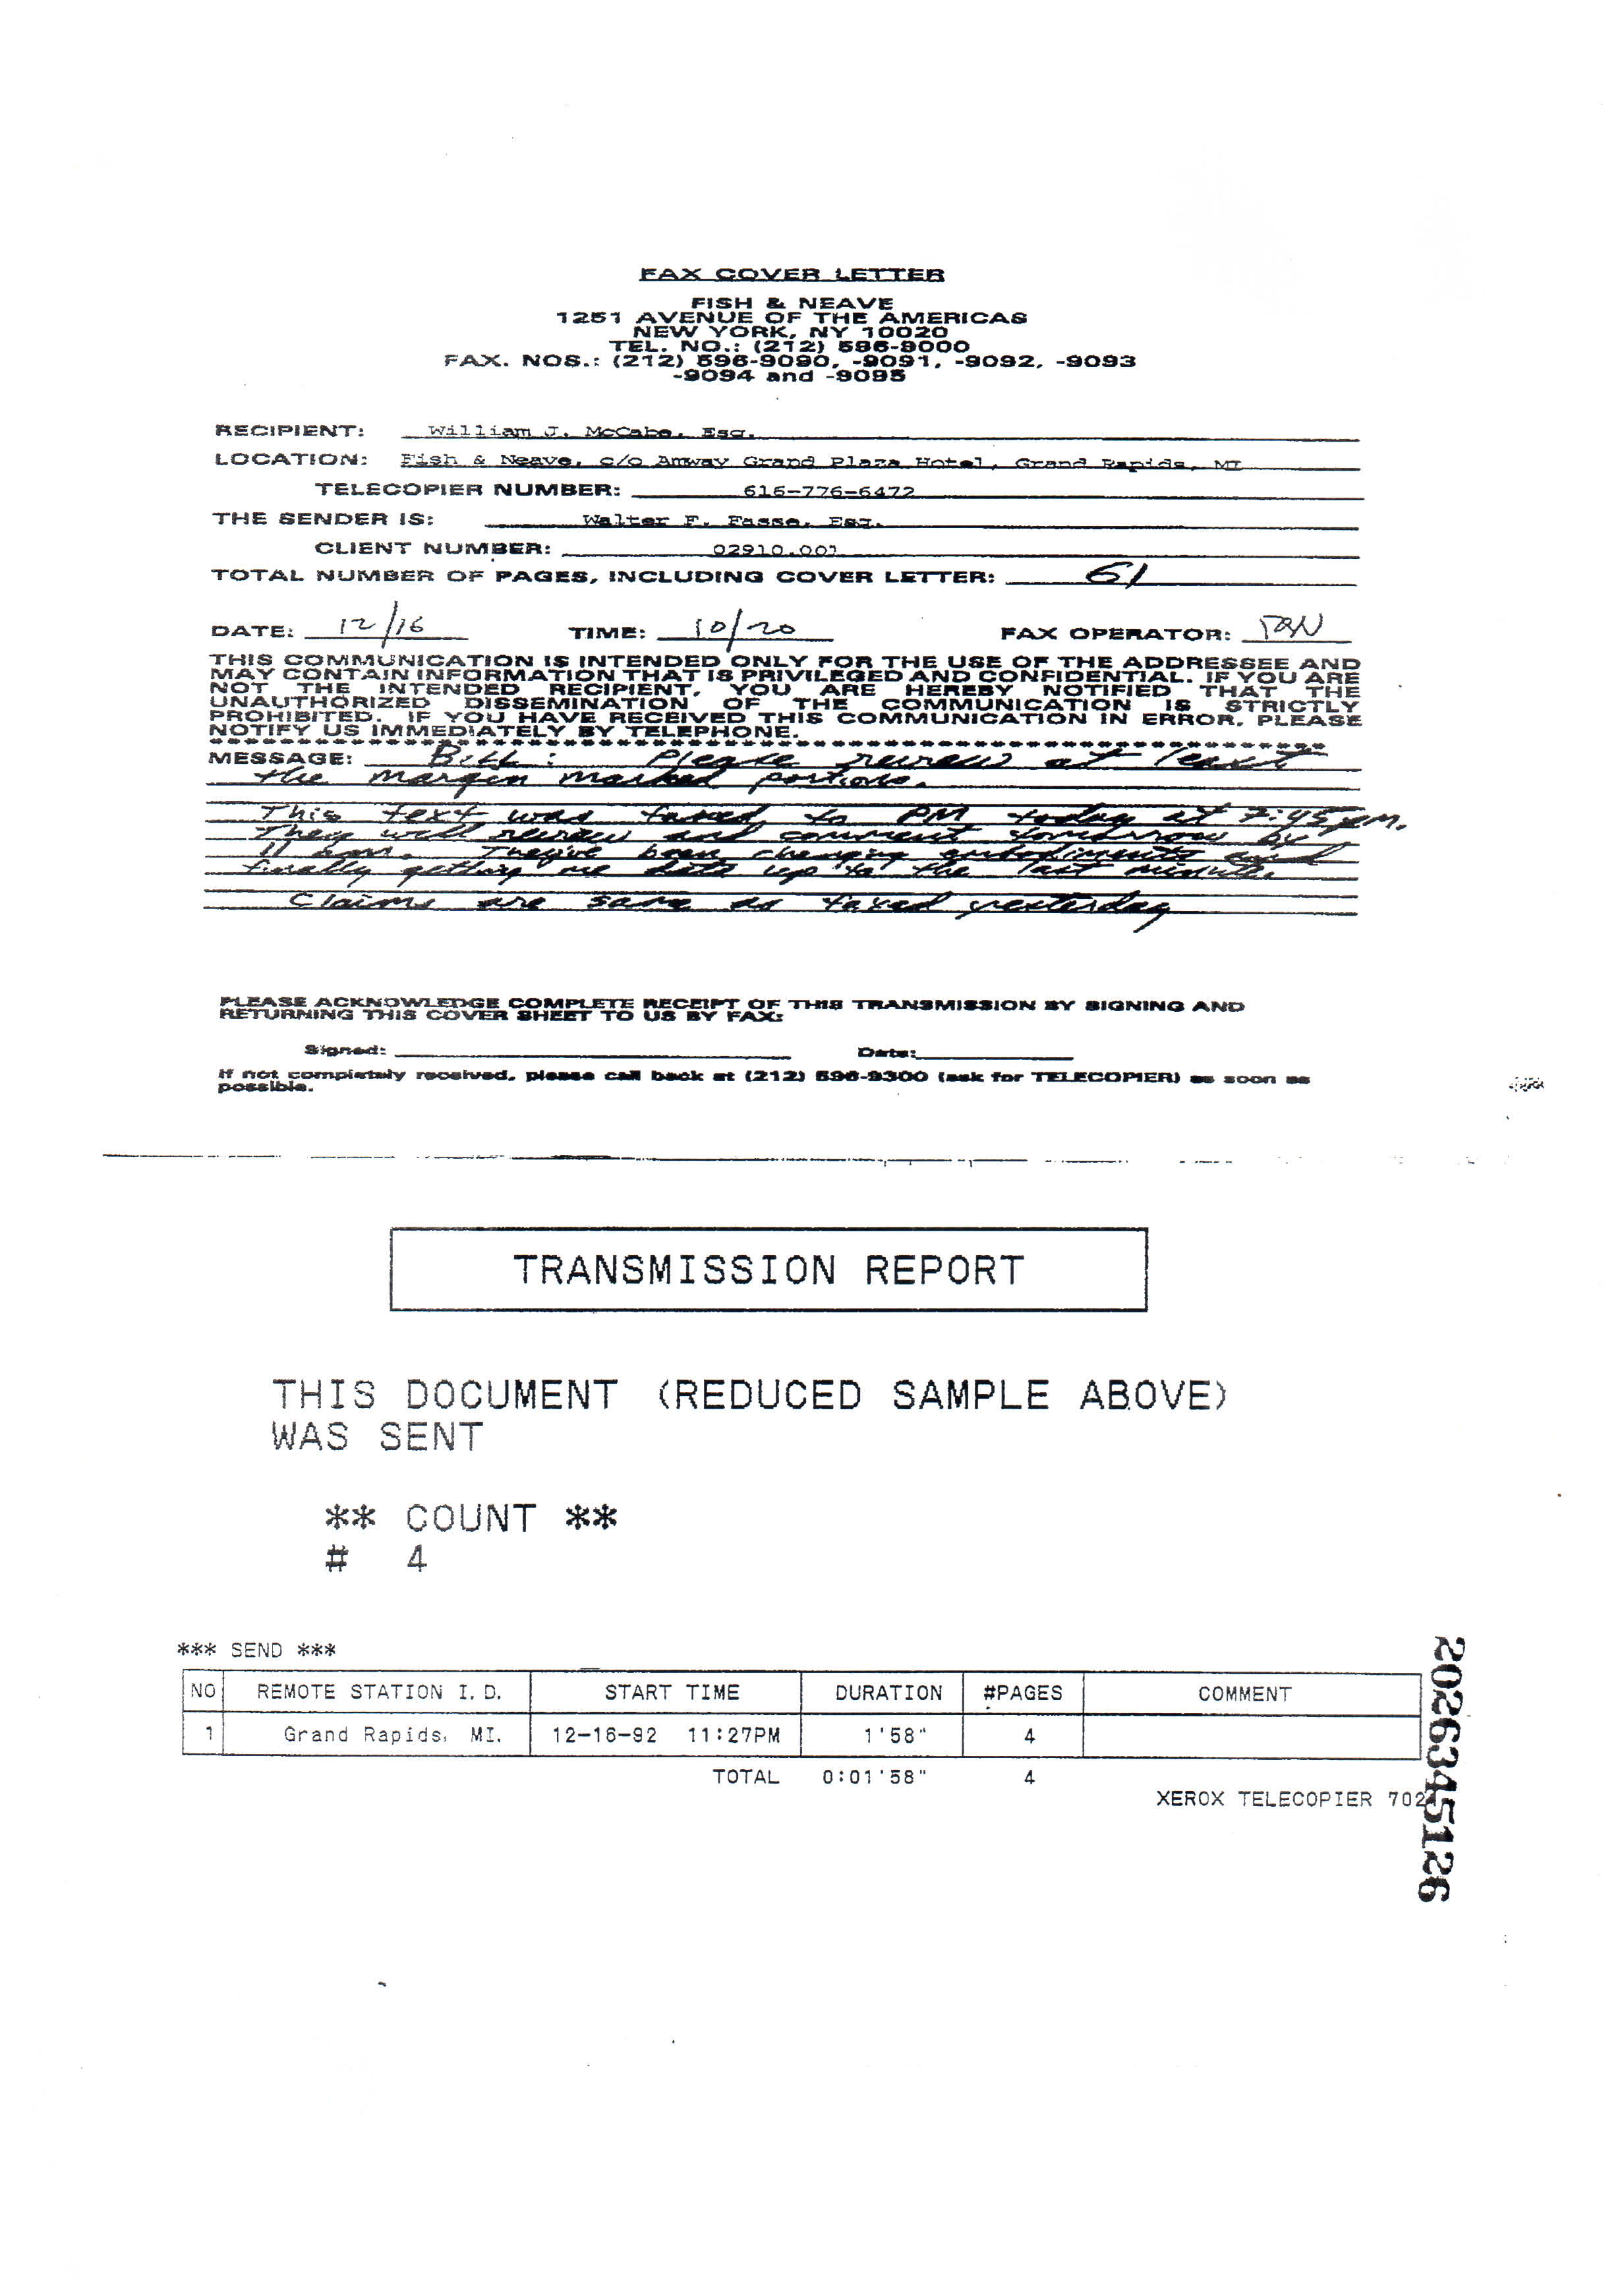 FAX COVER LETTER
FISH & NEAVE
1251 AVENUE OF THE AMERICAS
NEW YORK, NY 10020
TEL. NO.: (212) 596-9000
FAX. NOS.: (212) 596-9090, -9091, -9092, -9093
-9094 and -9095
RECIPIENT: William J. McCabe, Esq.
LOCATION: Fish & Neave, c/o Amway Grand Plaza Hotel, Grand Rapids, MI
TELECOPIER NUMBER: 616-776-6472
THE SENDER IS: Walter F. Fasse, Esq.
CLIENT NUMBER: 02910.001
TOTAL NUMBER OF PAGES, INCLUDING COVER LETTER: 61
DATE: 12/16 TIME: 10/20 FAX OPERATOR:
THIS COMMUNICATION IS INTENDED ONLY FOR THE USE OF THE ADDRESSEE AND
MAY CONTAIN INFORMATION THAT IS PRIVILEGED AND CONFIDENTIAL. IF YOU ARE
NOT THE INTENDED RECIPIENT, YOU ARE HEREBY NOTIFIED THAT THE
UNAUTHORIZED DISSEMINATION OF THE COMMUNICATION IS STRICTLY
PROHIBITED. IF YOU HAVE RECEIVED THIS COMMUNICATION IN ERROR, PLEASE
NOTIFY US IMMEDIATELY BY TELEPHONE.
MESSAGE: Bill: Please review at least
the margin marked portions.
This text was faxed to PM today at 7:45 pm.
They will review and comment tomorrow by
11 am. They've been changing embodiments and
finally getting me data up to the last minute.
Claims are same as faxed yesterday
PLEASE ACKNOWLEDGE COMPLETE RECEIPT OF THIS TRANSMISSION BY SIGNING AND
RETURNING THIS COVER SHEET TO US BY FAX:
Signed: Date:
If not completely received, please call back at (212) 596-9300 (ask for TELECOPIER) as soon as
possible.
TRANSMISSION REPORT
THIS DOCUMENT (REDUCED SAMPLE ABOVE)
WAS SENT
** COUNT **
# 4
*** SEND ***
NO REMOTE STATION I.D. START TIME DURATION #PAGES COMMENT
1 Grand Rapids, MI. 12-16-92 11:27PM 1'58" 4
TOTAL 0:01'58" 4
XEROX TELECOPIER 702
2026345126